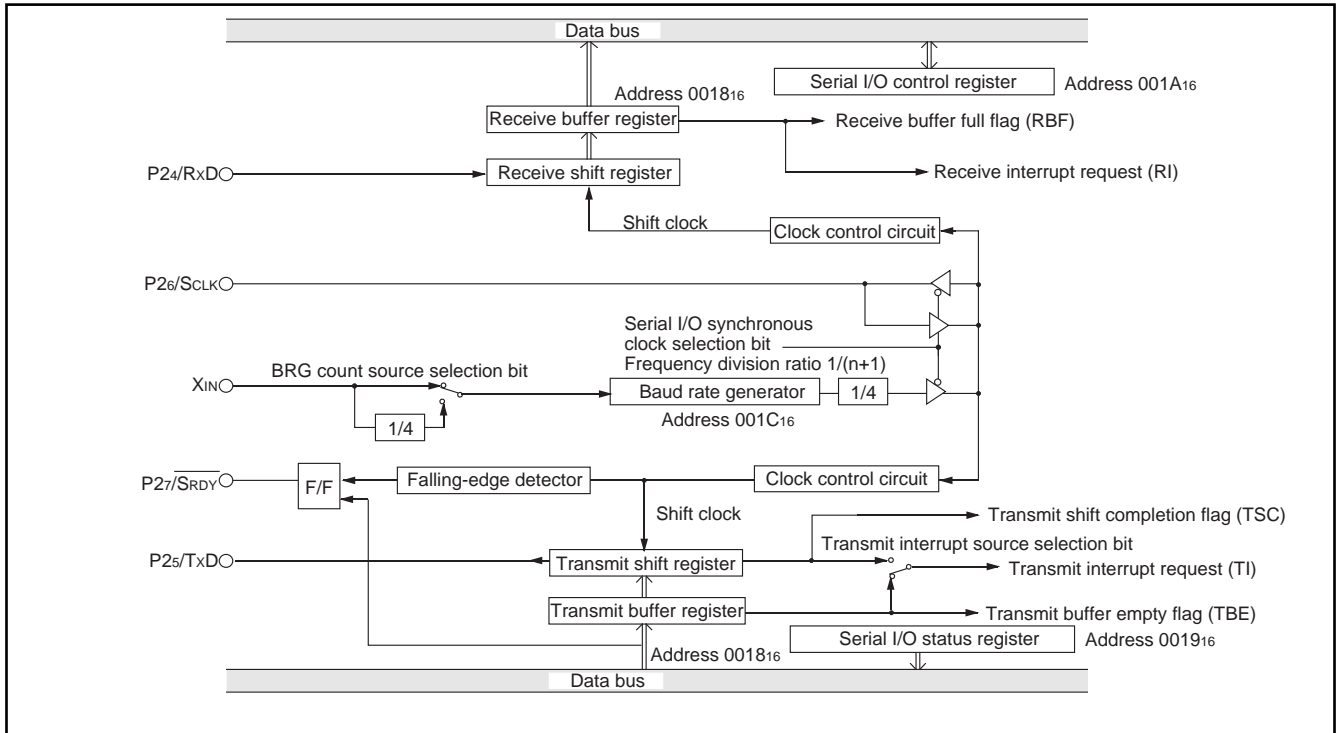 Data bus
Serial I/O control register Address 001A16
Address 001816
Receive buffer register Receive buffer full flag (RBF)
P24/RXD Receive shift register Receive interrupt request (RI)
Shift clock Clock control circuit
P26/SCLK
Serial I/O synchronous
clock selection bit
Frequency division ratio 1/(n+1)
BRG count source selection bit
XIN Baud rate generator 1/4
1/4 Address 001C16
P27/SRDY F/F Falling-edge detector Clock control circuit
Shift clock Transmit shift completion flag (TSC)
Transmit interrupt source selection bit
P25/TXD Transmit shift register Transmit interrupt request (TI)
Transmit buffer register Transmit buffer empty flag (TBE)
Serial I/O status register Address 001916
Address 001816
Data bus